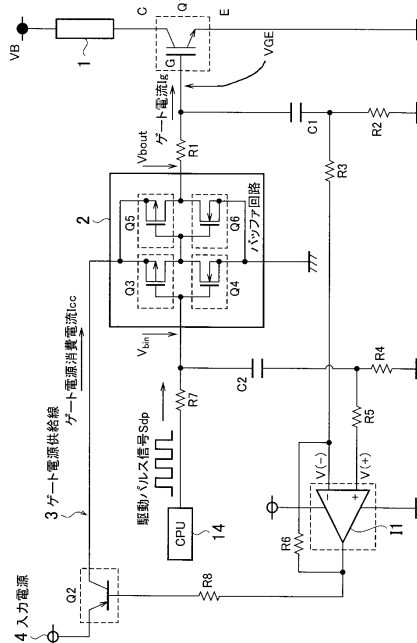 4 入力電源
3 ゲート電源供給線
ゲート電源消費電流Icc
Q2
R8
CPU
14
駆動パルス信号Sdp
R7
Vbin
2
Q3
Q5
Q4
Q6
バッファ回路
Vbout
R1
ゲート電流Ig
VB
1
C
Q
E
G
VGE
C1
R2
R3
C2
R4
R5
R6
V(-)
V(+)
−
+
I1